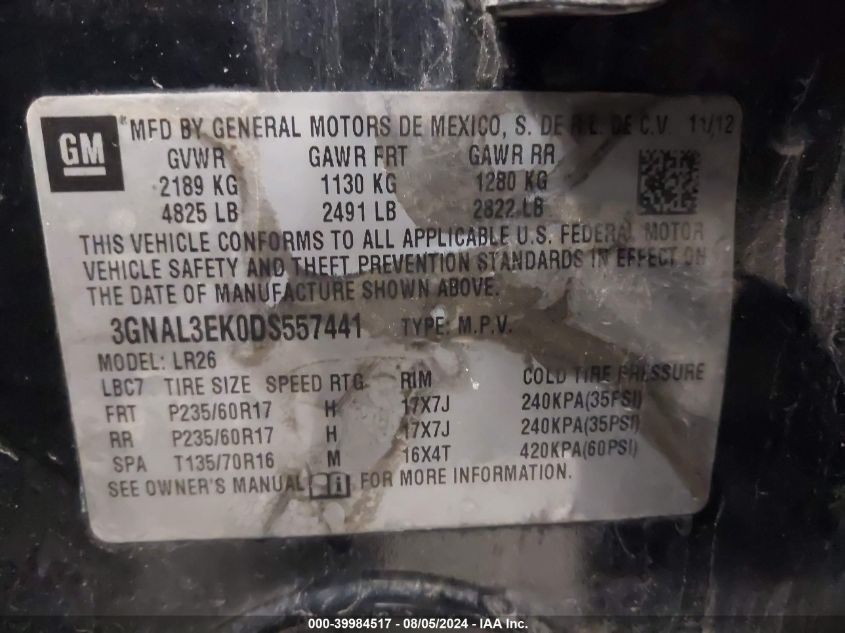 GM
*MFD BY GENERAL MOTORS DE MEXICO, S. DE R.L. DE C.V. 11/12
GVWR GAWR FRT GAWR RR
2189 KG 1130 KG 1280 KG
4825 LB 2491 LB 2822 LB
THIS VEHICLE CONFORMS TO ALL APPLICABLE U.S. FEDERAL MOTOR
VEHICLE SAFETY AND THEFT PREVENTION STANDARDS IN EFFECT ON
THE DATE OF MANUFACTURE SHOWN ABOVE.
3GNAL3EK0DS557441 TYPE: M.P.V.
MODEL: LR26
LBC7 TIRE SIZE SPEED RTG RIM COLD TIRE PRESSURE
FRT P235/60R17 H 17X7J 240KPA(35PSI)
RR P235/60R17 H 17X7J 240KPA(35PSI)
SPA T135/70R16 M 16X4T 420KPA(60PSI)
SEE OWNER'S MANUAL FOR MORE INFORMATION.
000-39984517 - 08/05/2024 - IAA Inc.